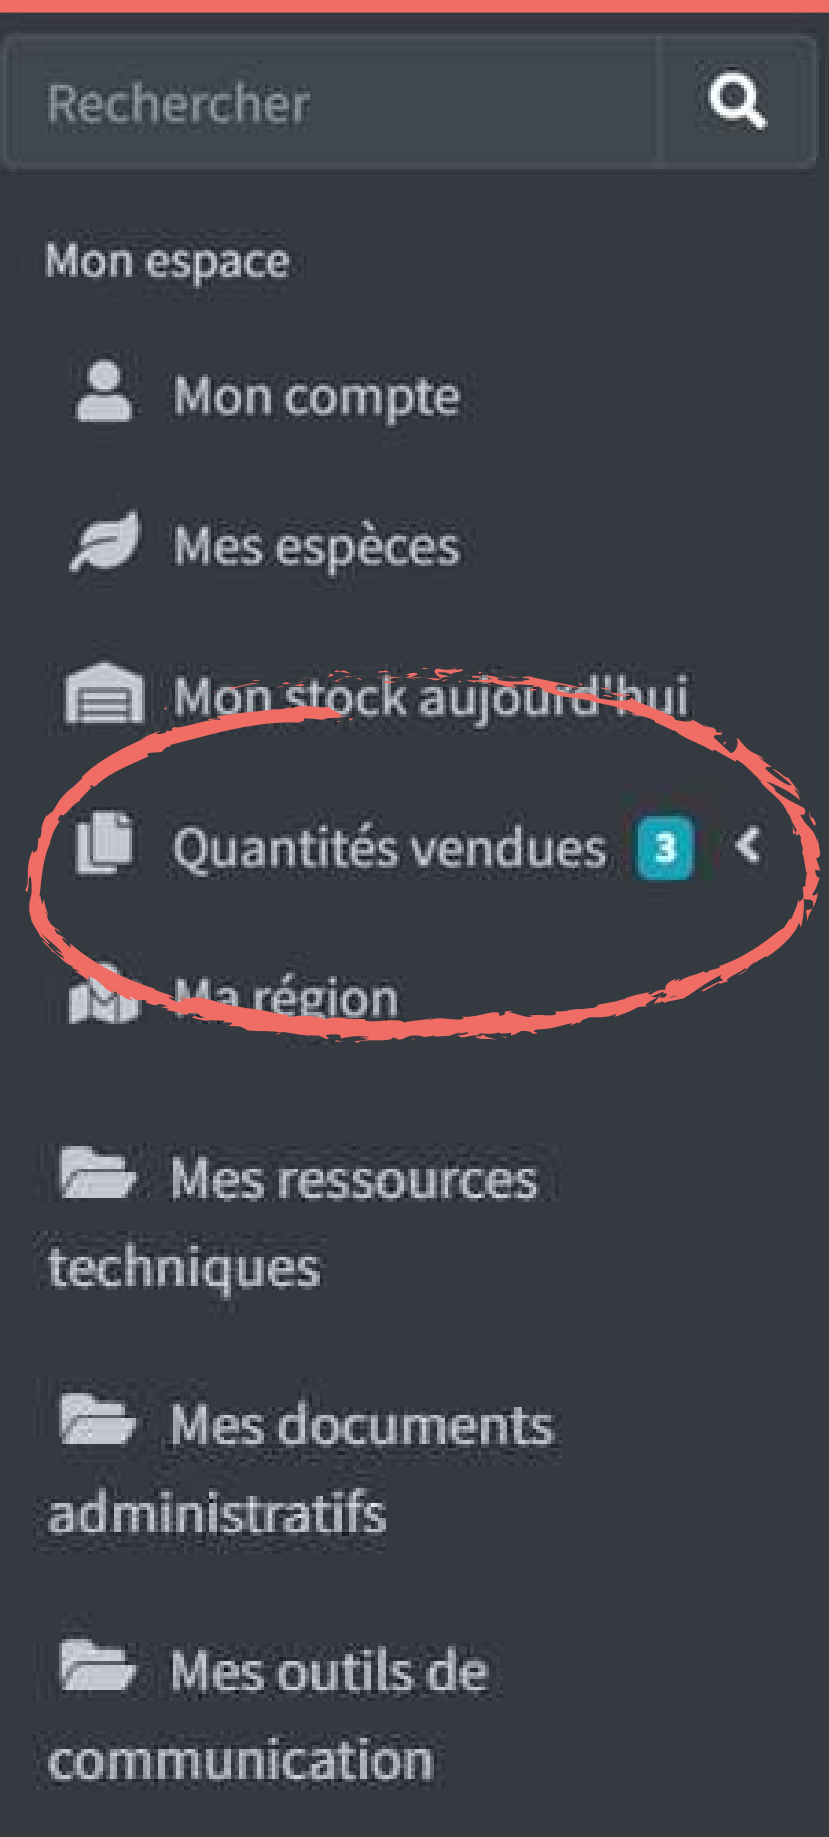 Rechercher
Mon espace
Mon compte
Mes espèces
Mon stock aujourd'hui
Quantités vendues 3
Ma région
Mes ressources
techniques
Mes documents
administratifs
Mes outils de
communication